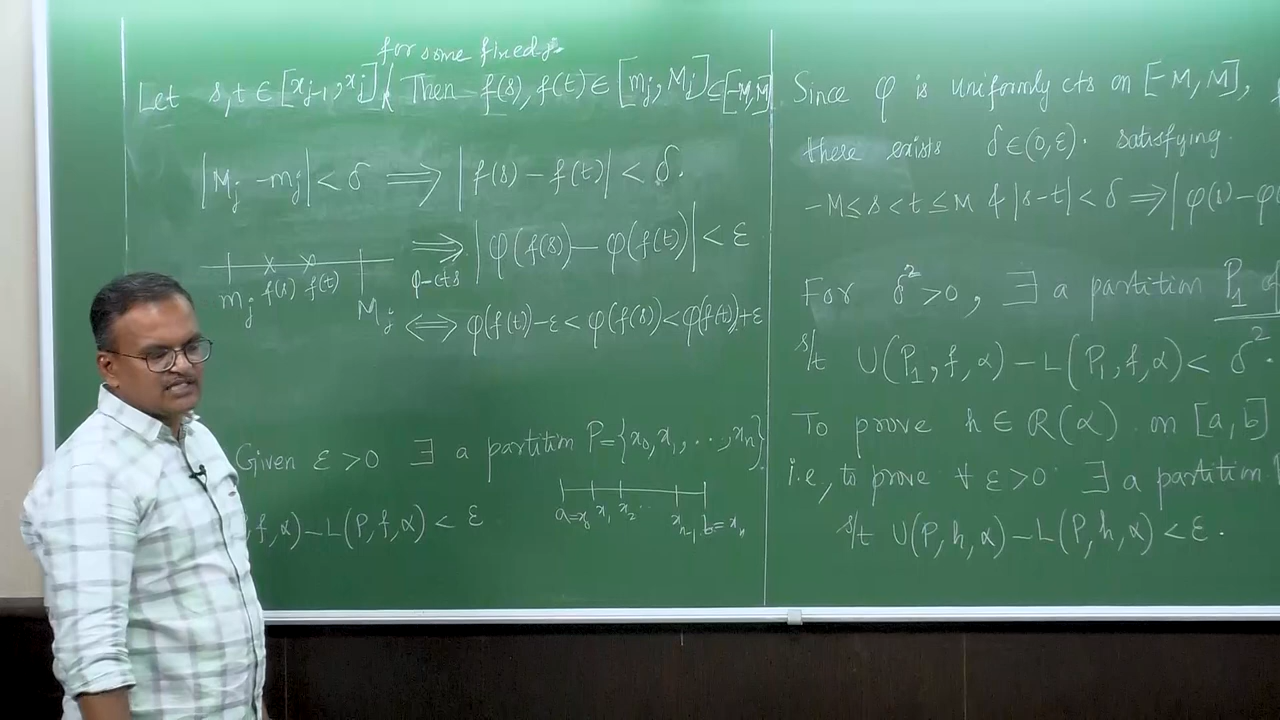 for some fixed j
Let s,t ∈ [x_{j-1}, x_j]. Then f(s), f(t) ∈ [m_j, M_j] ⊆ [-M,M]
|M_j - m_j| < δ ⟹ |f(s) - f(t)| < δ.
⟹ |φ(f(s)) - φ(f(t))| < ε
φ-cts
m_j f(s) f(t) M_j
⟺ φ(f(t)) - ε < φ(f(s)) < φ(f(t)) + ε
Given ε > 0 ∃ a partition P = {x_0, x_1, ..., x_n}
a=x_0 x_1 x_2 .. x_{n-1} b=x_n
, f, α) - L(P, f, α) < ε
Since φ is uniformly cts on [-M, M],
there exists δ ∈ (0, ε). satisfying.
-M ≤ s < t ≤ M & |s-t| < δ ⟹ |φ(s) - φ(
For δ² > 0, ∃ a partition P_1 of
s/t U(P_1, f, α) - L(P_1, f, α) < δ².
To prove h ∈ R(α) on [a, b]
i.e., to prove ∀ ε > 0 ∃ a partition
s/t U(P, h, α) - L(P, h, α) < ε.